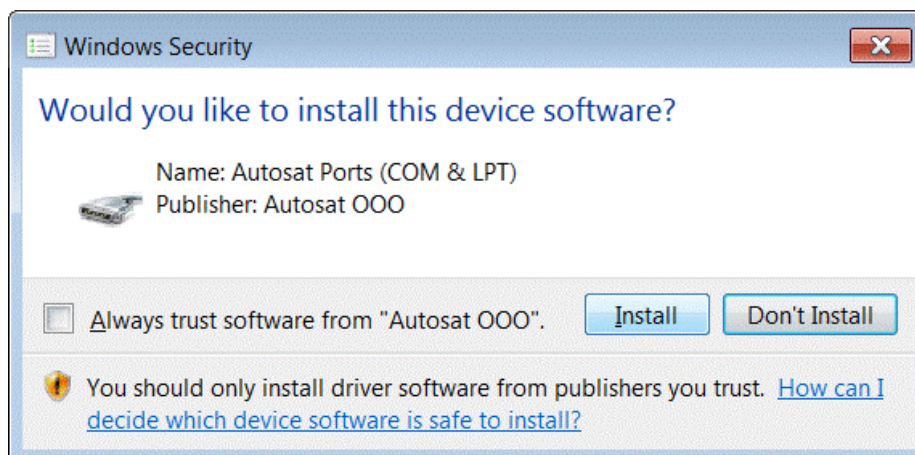 Windows Security
Would you like to install this device software?
Name: Autosat Ports (COM & LPT)
Publisher: Autosat OOO
Always trust software from "Autosat OOO".
Install
Don't Install
You should only install driver software from publishers you trust. How can I
decide which device software is safe to install?